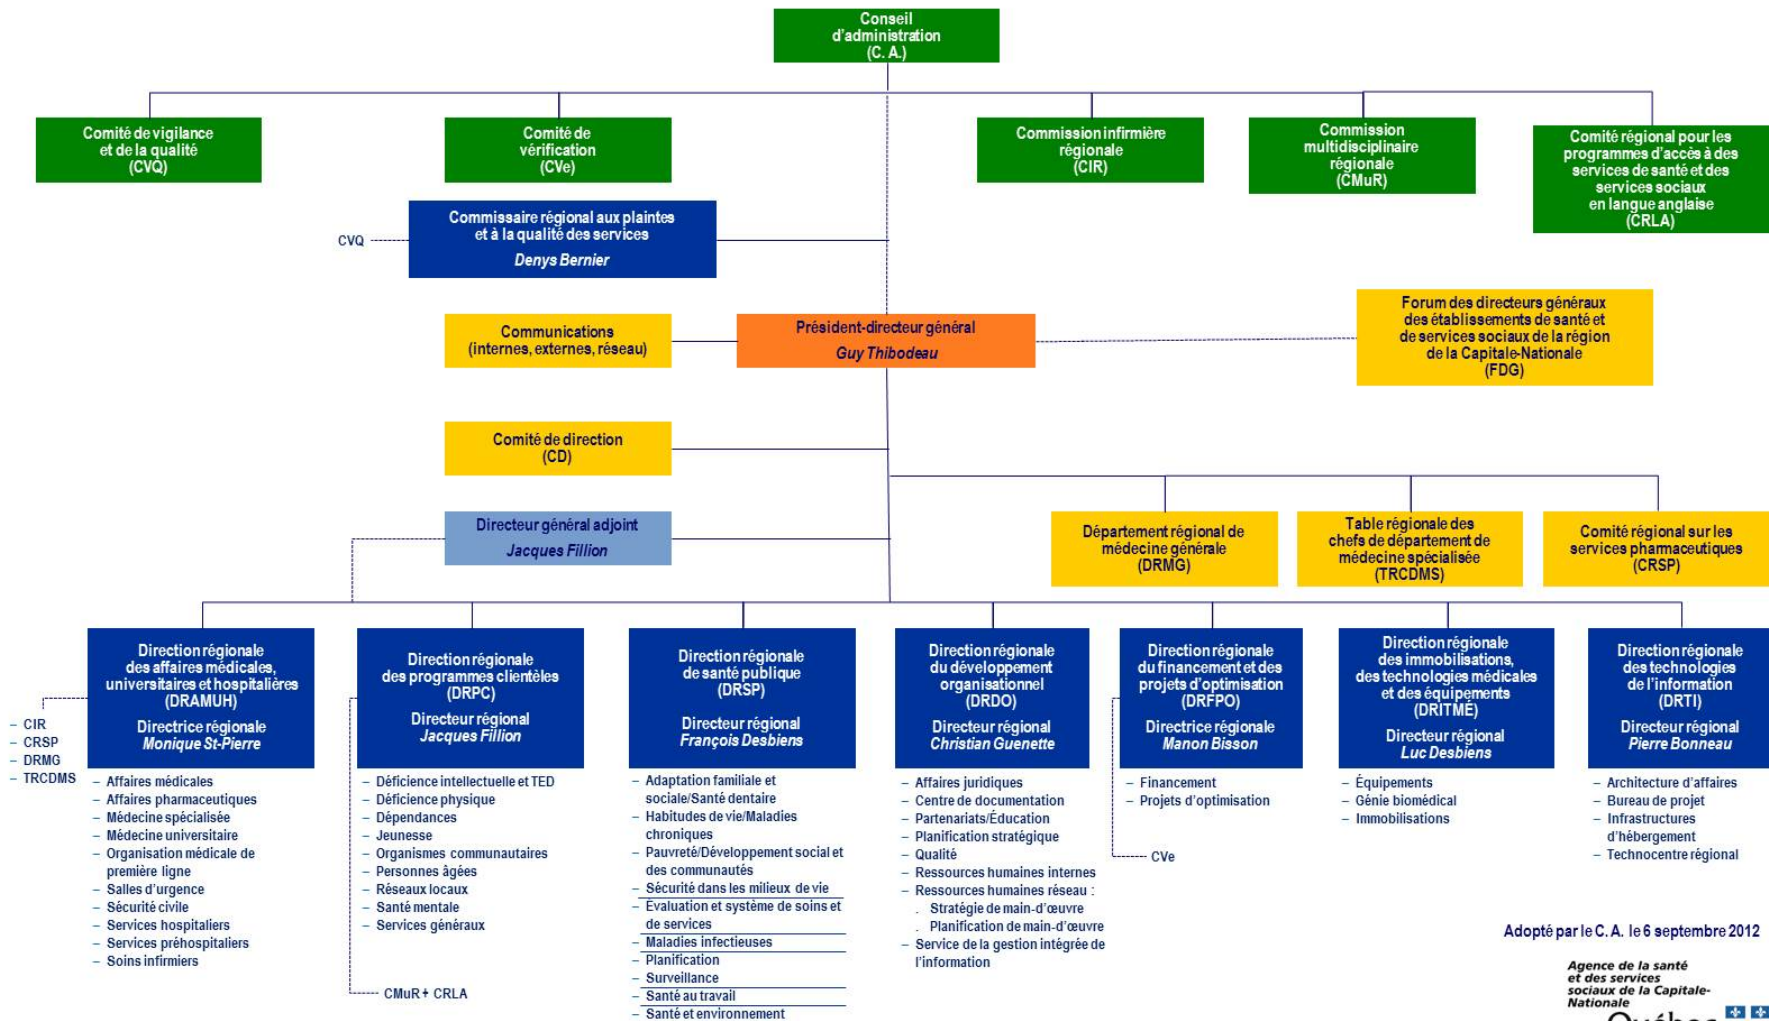 Conseil
d'administration
(C. A.)
Comité de vigilance
et de la qualité
(CVQ)
Comité de
vérification
(CVe)
Commission infirmière
régionale
(CIR)
Commission
multidisciplinaire
régionale
(CMuR)
Comité régional pour les
programmes d'accès à des
services de santé et des
services sociaux
en langue anglaise
(CRLA)
CVQ
Commissaire régional aux plaintes
et à la qualité des services
Denys Bernier
Communications
(internes, externes, réseau)
Président-directeur général
Guy Thibodeau
Forum des directeurs généraux
des établissements de santé et
de services sociaux de la région
de la Capitale-Nationale
(FDG)
Comité de direction
(CD)
Directeur général adjoint
Jacques Fillion
Département régional de
médecine générale
(DRMG)
Table régionale des
chefs de département de
médecine spécialisée
(TRCDMS)
Comité régional sur les
services pharmaceutiques
(CRSP)
Direction régionale
des affaires médicales,
universitaires et hospitalières
(DRAMUH)
Directrice régionale
Monique St-Pierre
– CIR
– CRSP
– DRMG
– TRCDMS
– Affaires médicales
– Affaires pharmaceutiques
– Médecine spécialisée
– Médecine universitaire
– Organisation médicale de
première ligne
– Salles d'urgence
– Sécurité civile
– Services hospitaliers
– Services préhospitaliers
– Soins infirmiers
Direction régionale
des programmes clientèles
(DRPC)
Directeur régional
Jacques Fillion
– Déficience intellectuelle et TED
– Déficience physique
– Dépendances
– Jeunesse
– Organismes communautaires
– Personnes âgées
– Réseaux locaux
– Santé mentale
– Services généraux
CMuR + CRLA
Direction régionale
de santé publique
(DRSP)
Directeur régional
François Desbiens
– Adaptation familiale et
sociale/Santé dentaire
– Habitudes de vie/Maladies
chroniques
– Pauvreté/Développement social et
des communautés
– Sécurité dans les milieux de vie
– Évaluation et système de soins et
de services
– Maladies infectieuses
– Planification
– Surveillance
– Santé au travail
– Santé et environnement
Direction régionale
du développement
organisationnel
(DRDO)
Directeur régional
Christian Guenette
– Affaires juridiques
– Centre de documentation
– Partenariats/Éducation
– Planification stratégique
– Qualité
– Ressources humaines internes
– Ressources humaines réseau :
. Stratégie de main-d'œuvre
. Planification de main-d'œuvre
– Service de la gestion intégrée de
l'information
Direction régionale
du financement et des
projets d'optimisation
(DRFPO)
Directrice régionale
Manon Bisson
– Financement
– Projets d'optimisation
CVe
Direction régionale
des immobilisations,
des technologies médicales
et des équipements
(DRITMÉ)
Directeur régional
Luc Desbiens
– Équipements
– Génie biomédical
– Immobilisations
Direction régionale
des technologies
de l'information
(DRTI)
Directeur régional
Pierre Bonneau
– Architecture d'affaires
– Bureau de projet
– Infrastructures
d'hébergement
– Technocentre régional
Adopté par le C. A. le 6 septembre 2012
Agence de la santé
et des services
sociaux de la Capitale-
Nationale
Québec